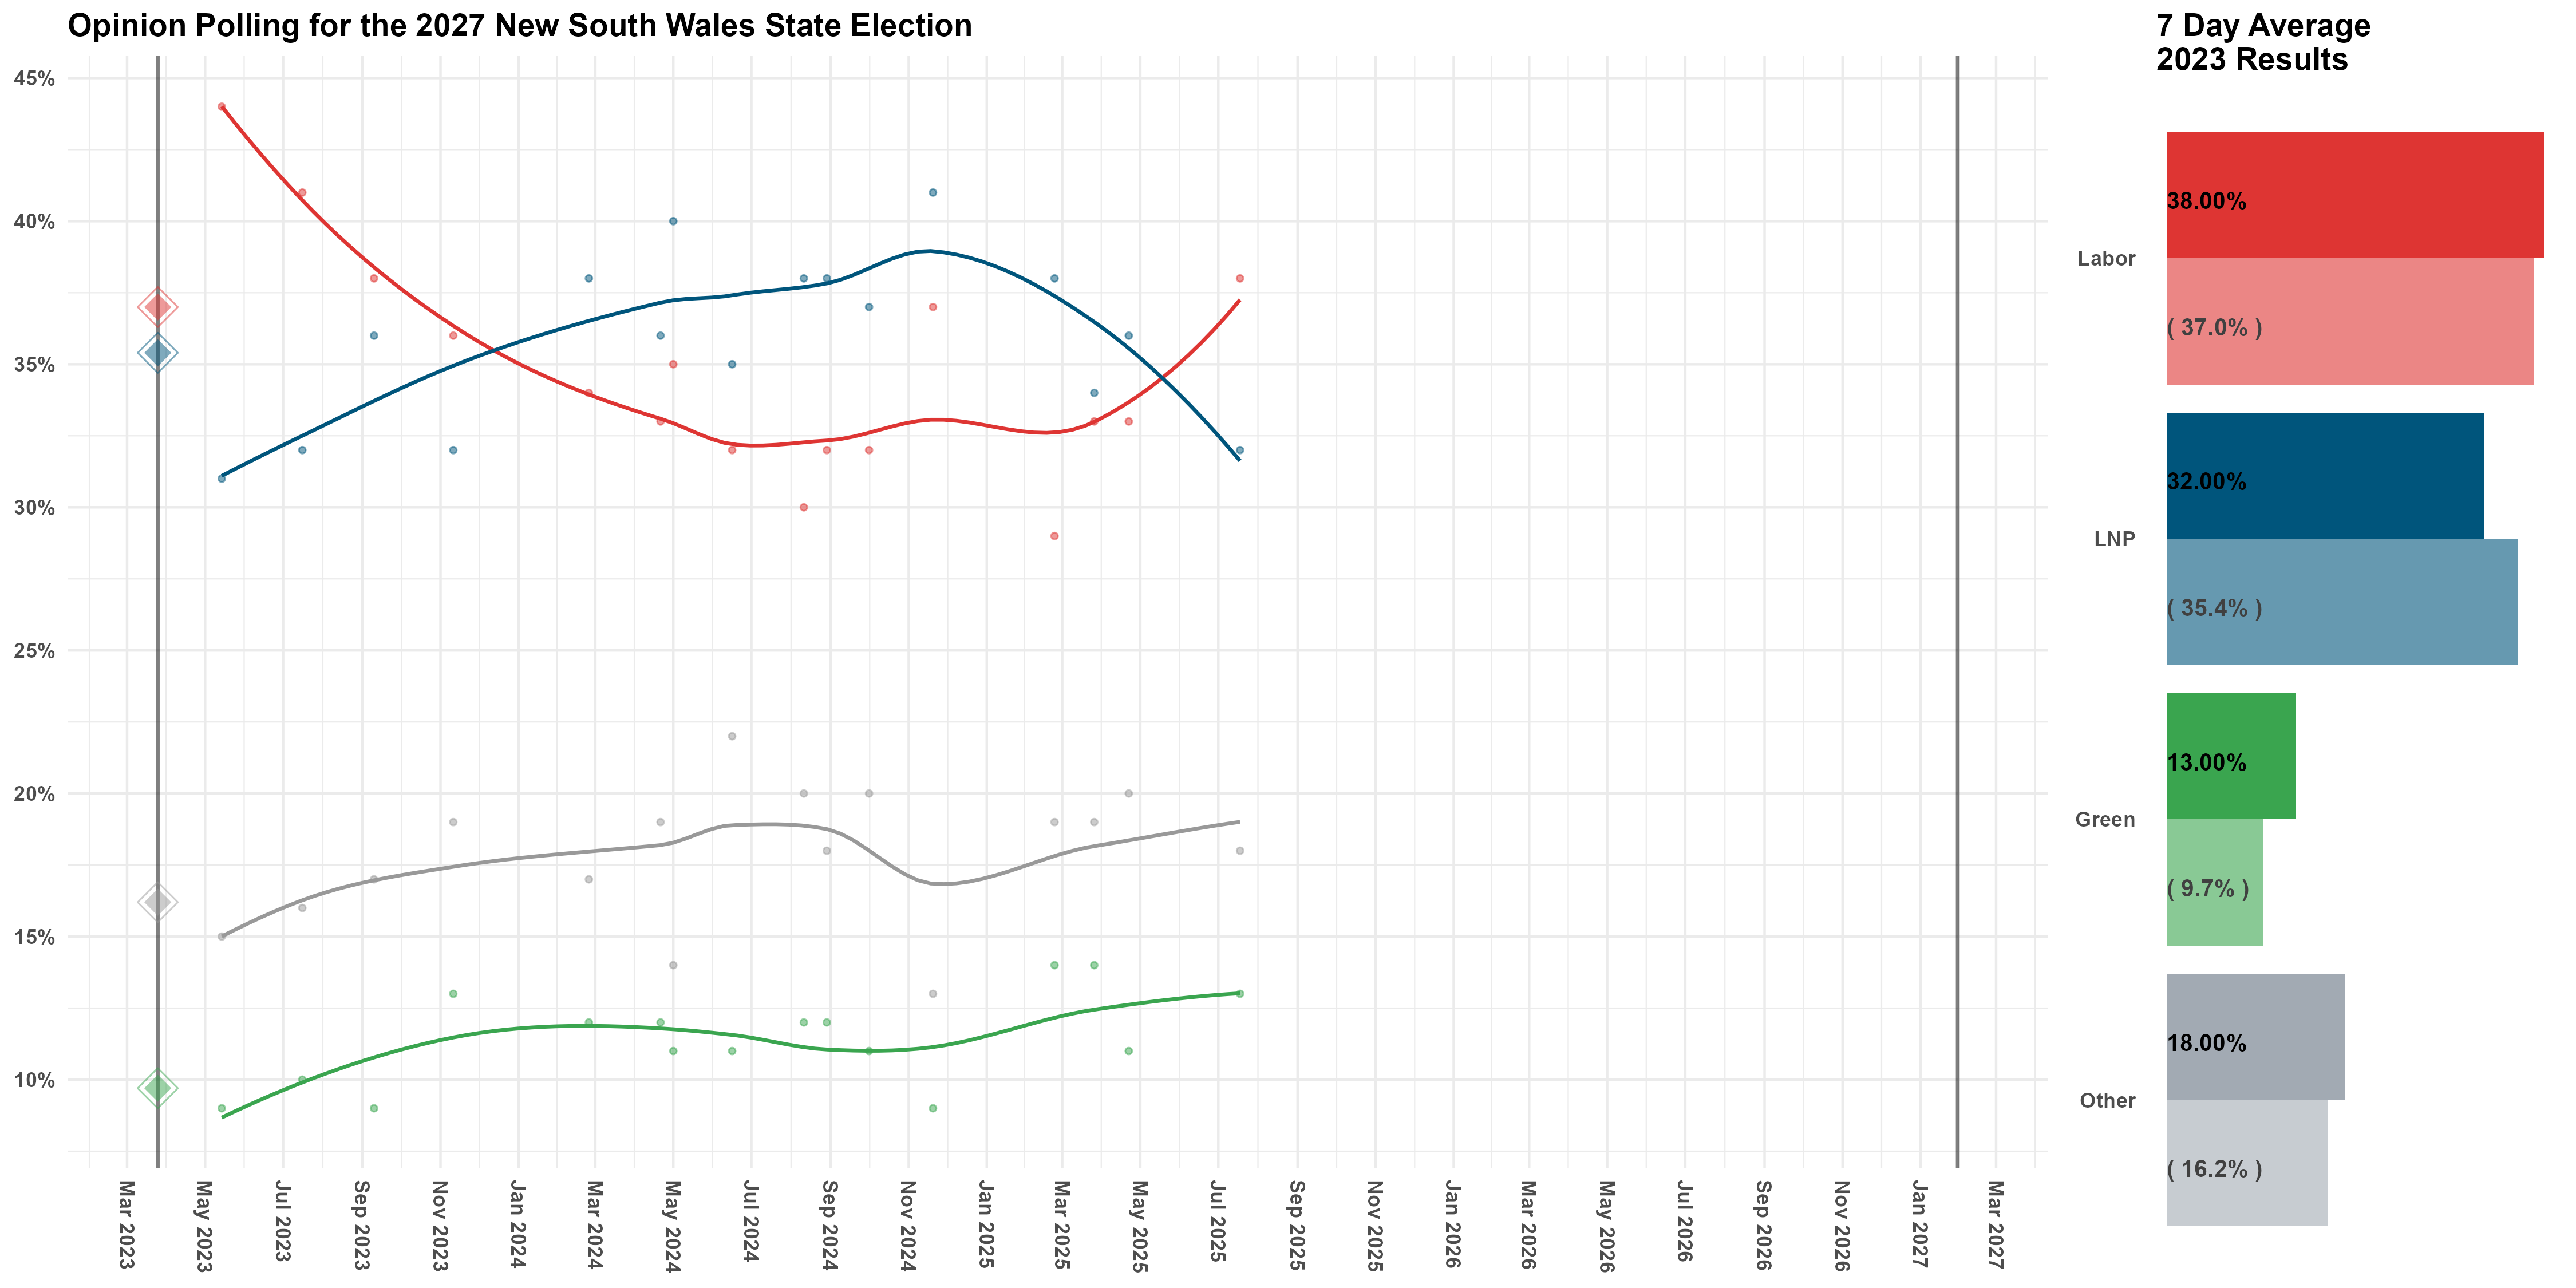 Opinion Polling for the 2027 New South Wales State Election
45%
40%
35%
30%
25%
20%
15%
10%
Mar 2023
May 2023
Jul 2023
Sep 2023
Nov 2023
Jan 2024
Mar 2024
May 2024
Jul 2024
Sep 2024
Nov 2024
Jan 2025
Mar 2025
May 2025
Jul 2025
Sep 2025
Nov 2025
Jan 2026
Mar 2026
May 2026
Jul 2026
Sep 2026
Nov 2026
Jan 2027
Mar 2027
7 Day Average
2023 Results
Labor
38.00%
( 37.0% )
LNP
32.00%
( 35.4% )
Green
13.00%
( 9.7% )
Other
18.00%
( 16.2% )